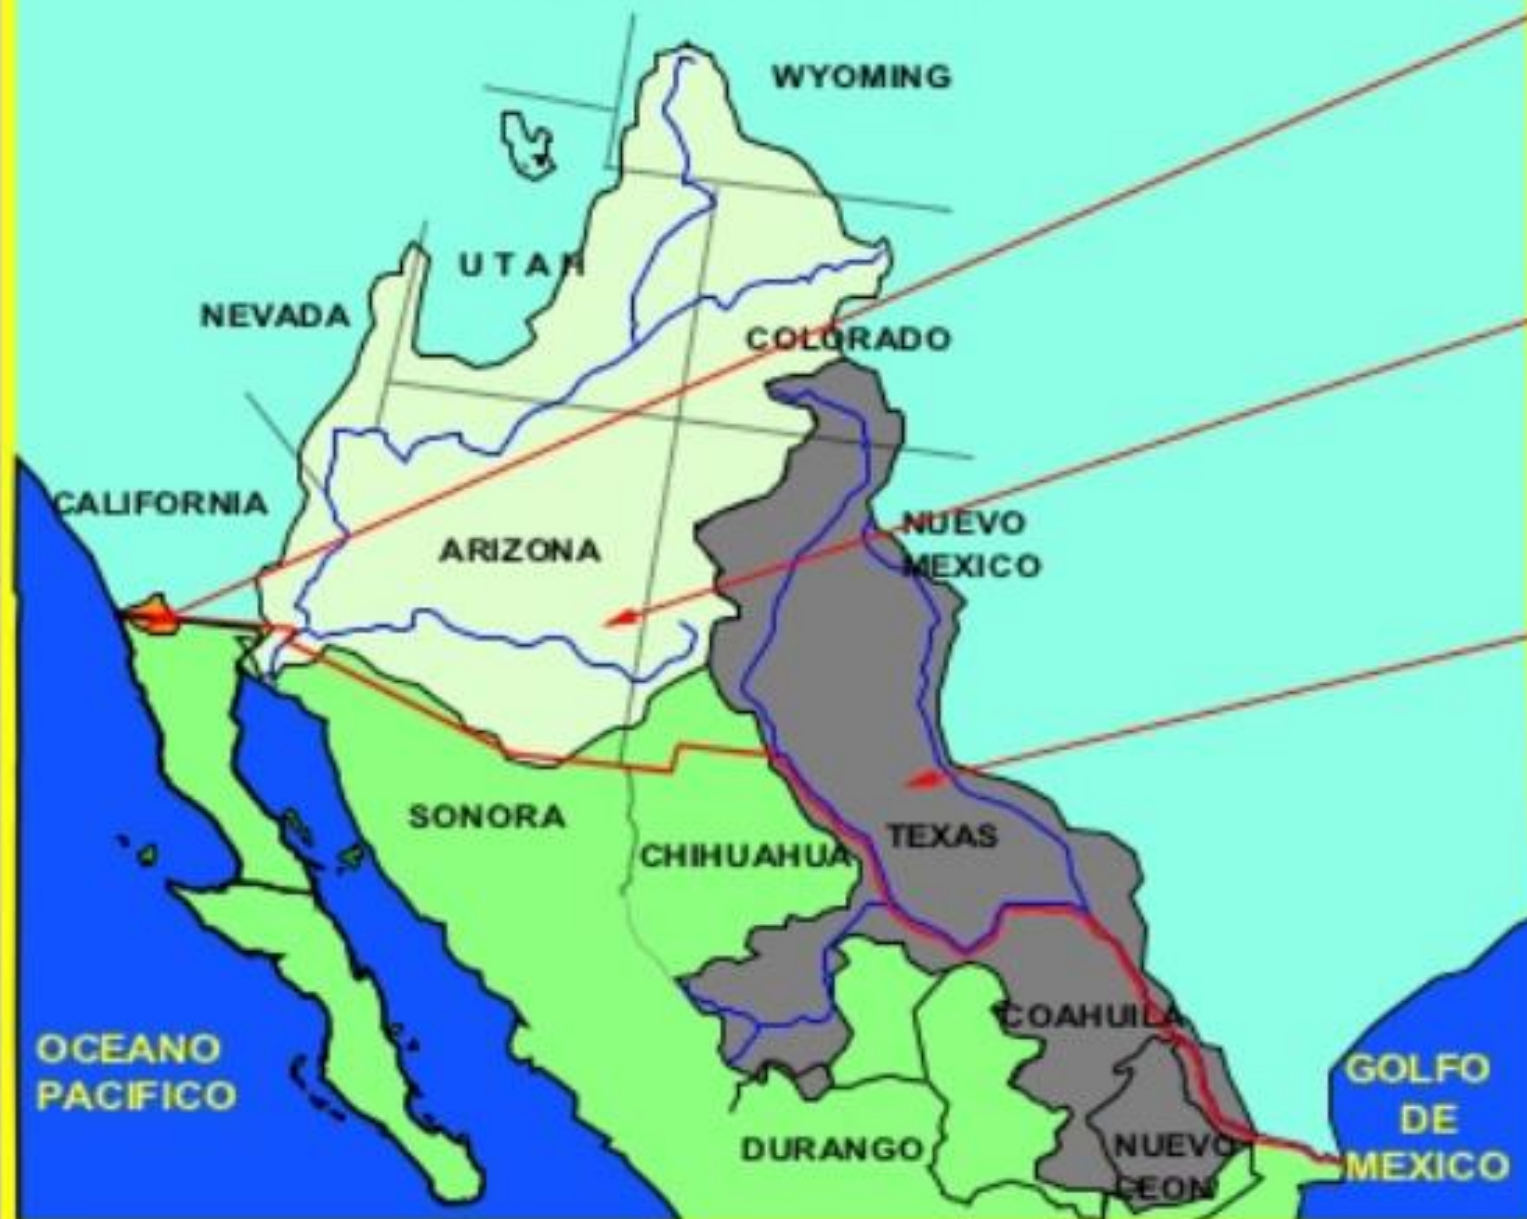 WYOMING
UTAH
NEVADA
COLORADO
CALIFORNIA
NUEVO
MEXICO
ARIZONA
SONORA
TEXAS
CHIHUAHUA
COAHUILA
OCEANO
PACIFICO
GOLFO
DE
MEXICO
DURANGO
NUEVO
LEON